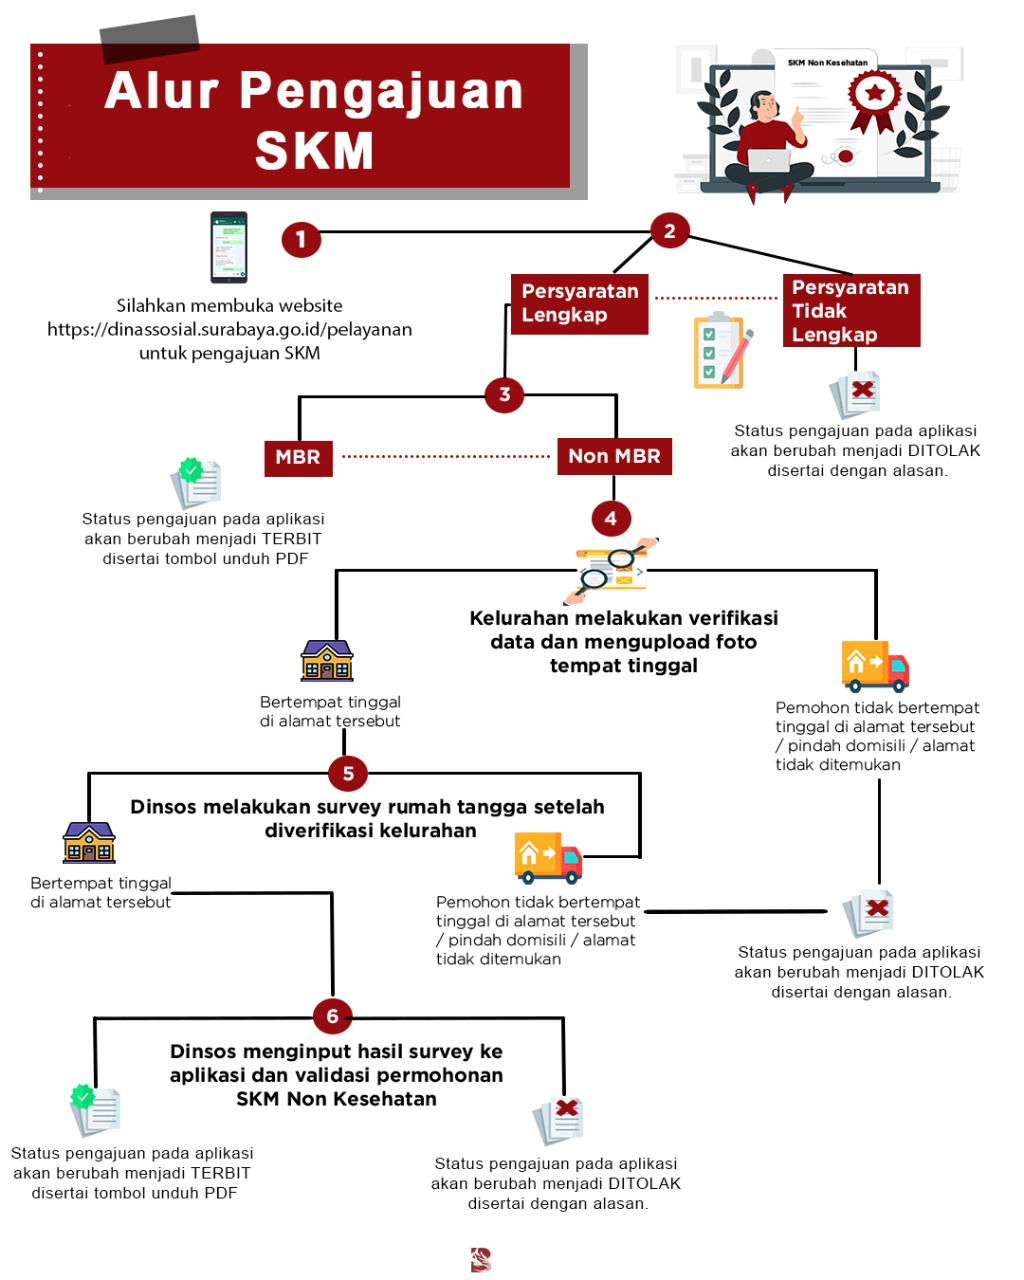 Alur Pengajuan
SKM
SKM Non Kesehatan
1
2
Silahkan membuka website
https://dinassosial.surabaya.go.id/pelayanan
untuk pengajuan SKM
Persyaratan
Lengkap
Persyaratan
Tidak
Lengkap
Status pengajuan pada aplikasi
akan berubah menjadi DITOLAK
disertai dengan alasan.
3
MBR
Non MBR
Status pengajuan pada aplikasi
akan berubah menjadi TERBIT
disertai tombol unduh PDF
4
Kelurahan melakukan verifikasi
data dan mengupload foto
tempat tinggal
Bertempat tinggal
di alamat tersebut
Pemohon tidak bertempat
tinggal di alamat tersebut
/ pindah domisili / alamat
tidak ditemukan
5
Dinsos melakukan survey rumah tangga setelah
diverifikasi kelurahan
Bertempat tinggal
di alamat tersebut
Pemohon tidak bertempat
tinggal di alamat tersebut
/ pindah domisili / alamat
tidak ditemukan
Status pengajuan pada aplikasi
akan berubah menjadi DITOLAK
disertai dengan alasan.
6
Dinsos menginput hasil survey ke
aplikasi dan validasi permohonan
SKM Non Kesehatan
Status pengajuan pada aplikasi
akan berubah menjadi TERBIT
disertai tombol unduh PDF
Status pengajuan pada aplikasi
akan berubah menjadi DITOLAK
disertai dengan alasan.